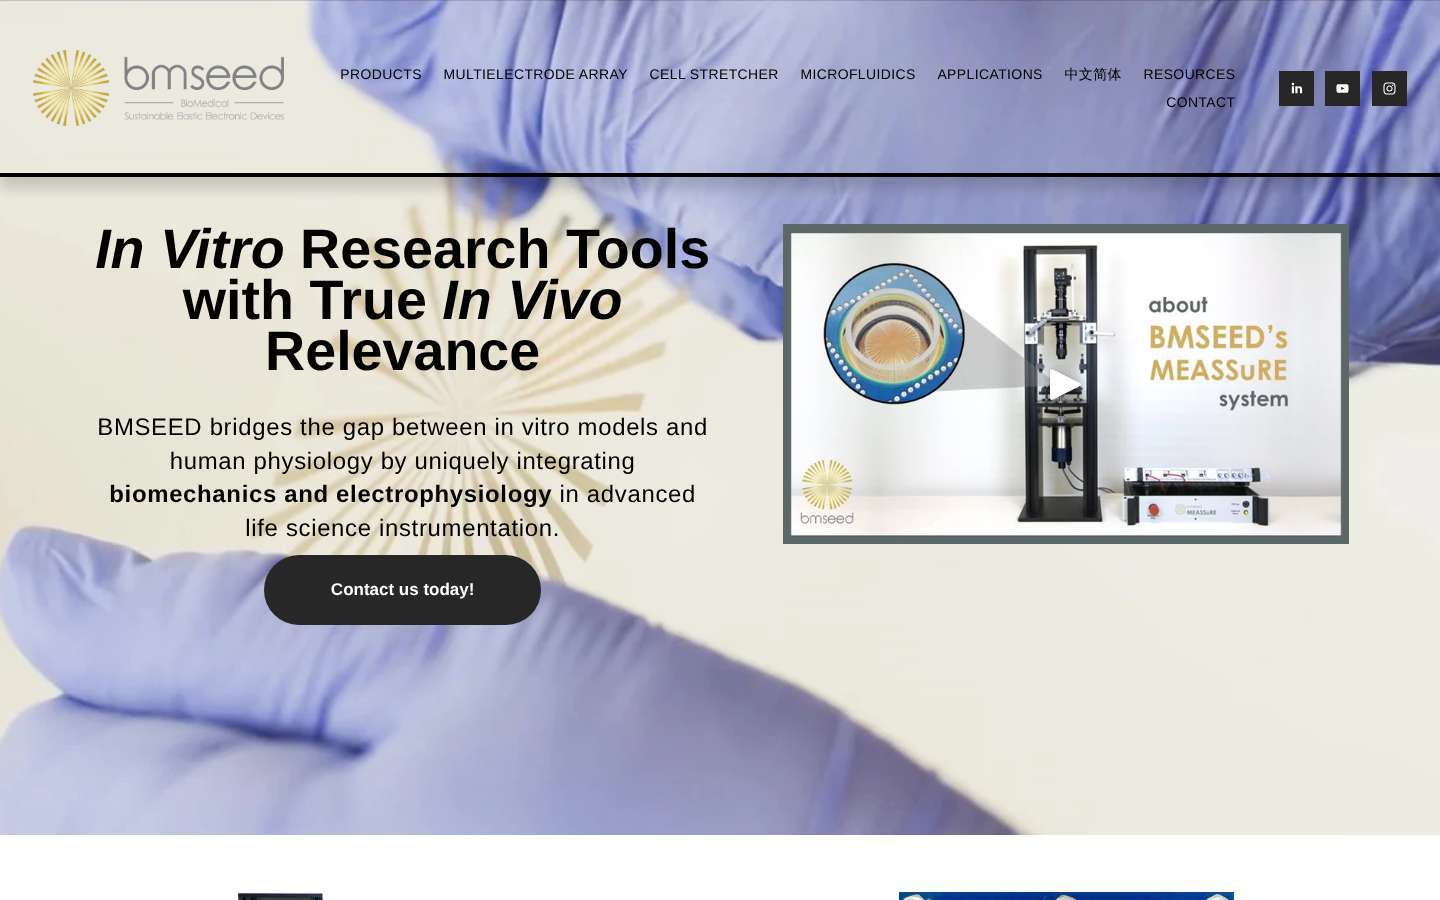 bmseed
BioMedical
Sustainable Elastic Electronic Devices
PRODUCTS MULTIELECTRODE ARRAY CELL STRETCHER MICROFLUIDICS APPLICATIONS 中文简体 RESOURCES
CONTACT
In Vitro Research Tools
with True In Vivo
Relevance
BMSEED bridges the gap between in vitro models and
human physiology by uniquely integrating
biomechanics and electrophysiology in advanced
life science instrumentation.
Contact us today!
about
BMSEED's
MEASSuRE
system
bmseed
MEASSuRE